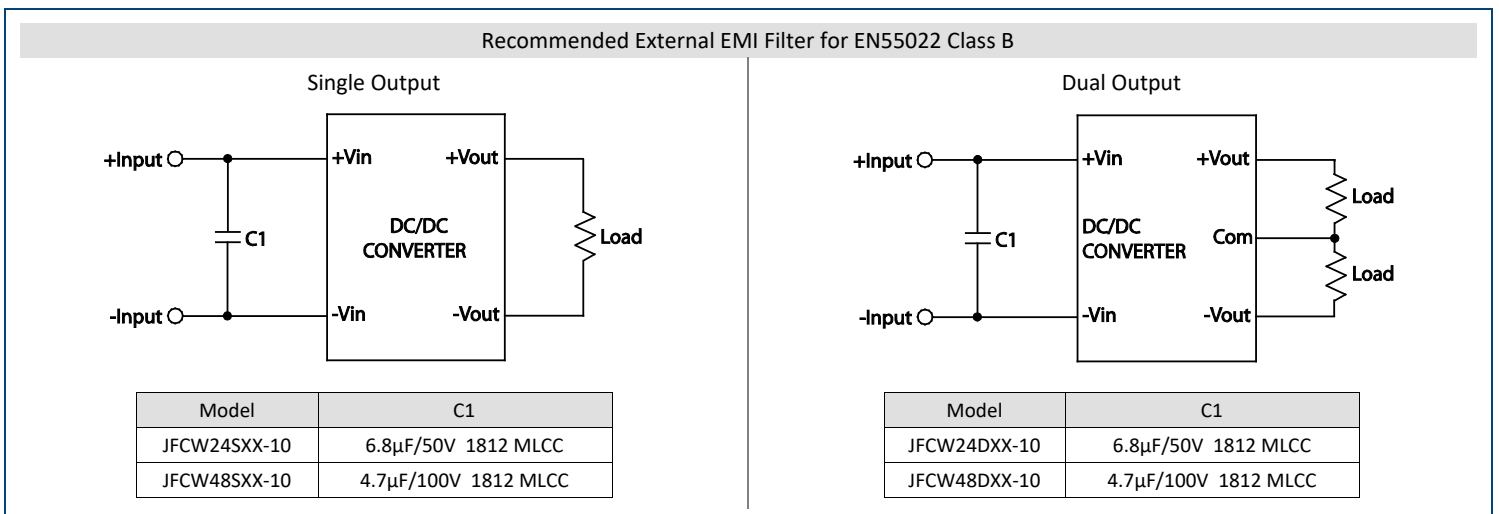 Recommended External EMI Filter for EN55022 Class B
Single Output
+Input
+Vin
+Vout
C1
DC/DC
CONVERTER
Load
-Input
-Vin
-Vout
Model C1
JFCW24SXX-10 6.8µF/50V 1812 MLCC
JFCW48SXX-10 4.7µF/100V 1812 MLCC
Dual Output
+Input
+Vin
+Vout
Load
C1
DC/DC
CONVERTER
Com
Load
-Input
-Vin
-Vout
Model C1
JFCW24DXX-10 6.8µF/50V 1812 MLCC
JFCW48DXX-10 4.7µF/100V 1812 MLCC